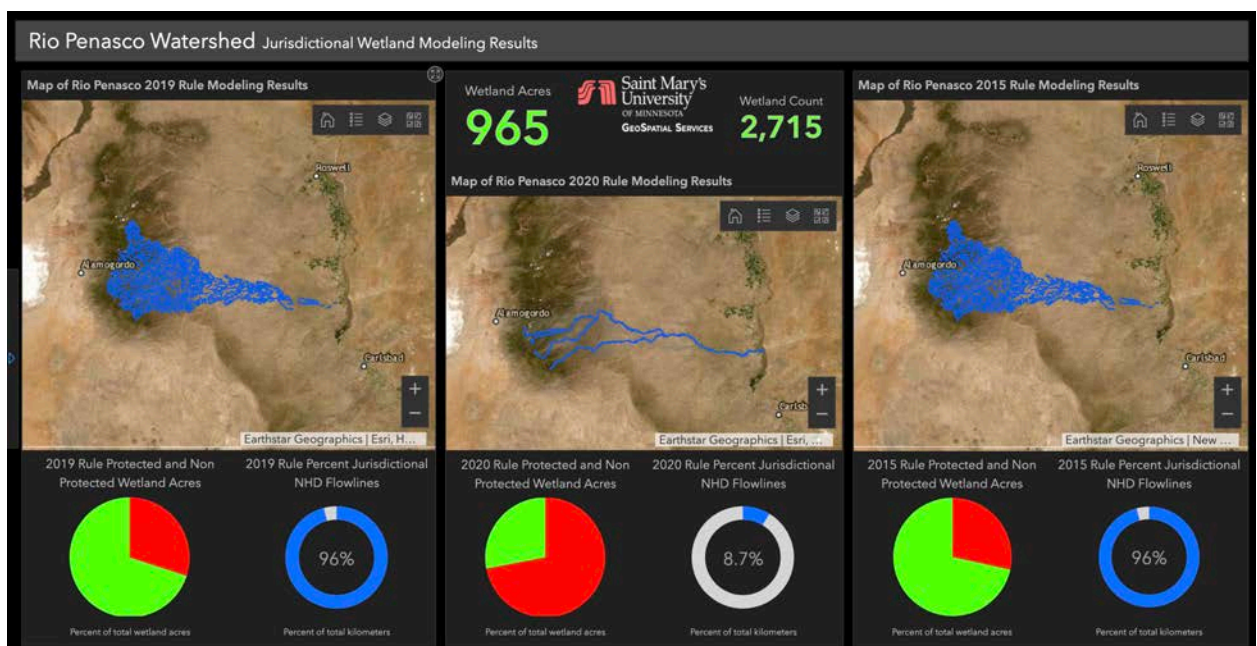 Rio Penasco Watershed Jurisdictional Wetland Modeling Results
Map of Rio Penasco 2019 Rule Modeling Results
Roswell
Alamogordo
Carlsbad
+
−
Earthstar Geographics | Esri, H...
2019 Rule Protected and Non
Protected Wetland Acres
Percent of total wetland acres
2019 Rule Percent Jurisdictional
NHD Flowlines
96%
Percent of total kilometers
Wetland Acres
965
Saint Mary's
University
OF MINNESOTA
GEOSPATIAL SERVICES
Wetland Count
2,715
Map of Rio Penasco 2020 Rule Modeling Results
Alamogordo
Carlsb
+
−
Earthstar Geographics | Esri, ...
2020 Rule Protected and Non
Protected Wetland Acres
Percent of total wetland acres
2020 Rule Percent Jurisdictional
NHD Flowlines
8.7%
Percent of total kilometers
Map of Rio Penasco 2015 Rule Modeling Results
Roswell
Alamogordo
Carlsbad
+
−
Earthstar Geographics | New ...
2015 Rule Protected and Non
Protected Wetland Acres
Percent of total wetland acres
2015 Rule Percent Jurisdictional
NHD Flowlines
96%
Percent of total kilometers